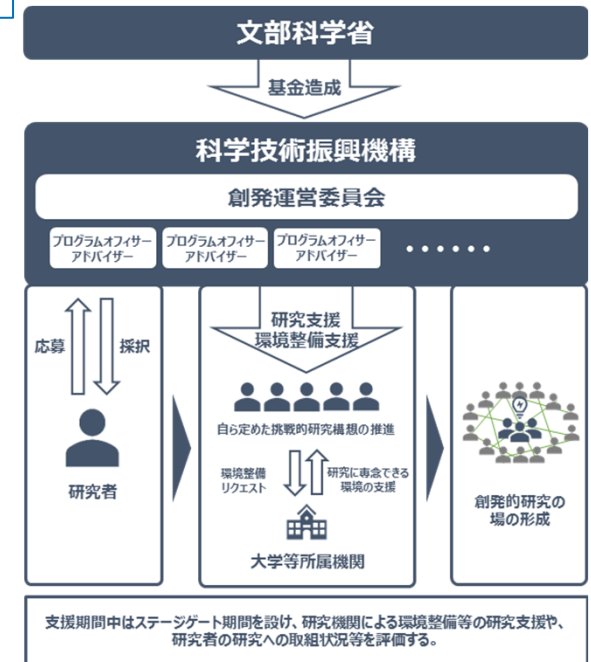 文部科学省
基金造成
科学技術振興機構
創発運営委員会
プログラムオフィサー
アドバイザー
プログラムオフィサー
アドバイザー
プログラムオフィサー
アドバイザー
・・・・・・
応募
採択
研究者
研究支援
環境整備支援
自ら定めた挑戦的研究構想の推進
環境整備
リクエスト
研究に専念できる
環境の支援
大学等所属機関
創発的研究の
場の形成
支援期間中はステージゲート期間を設け、研究機関による環境整備等の研究支援や、
研究者の研究への取組状況等を評価する。